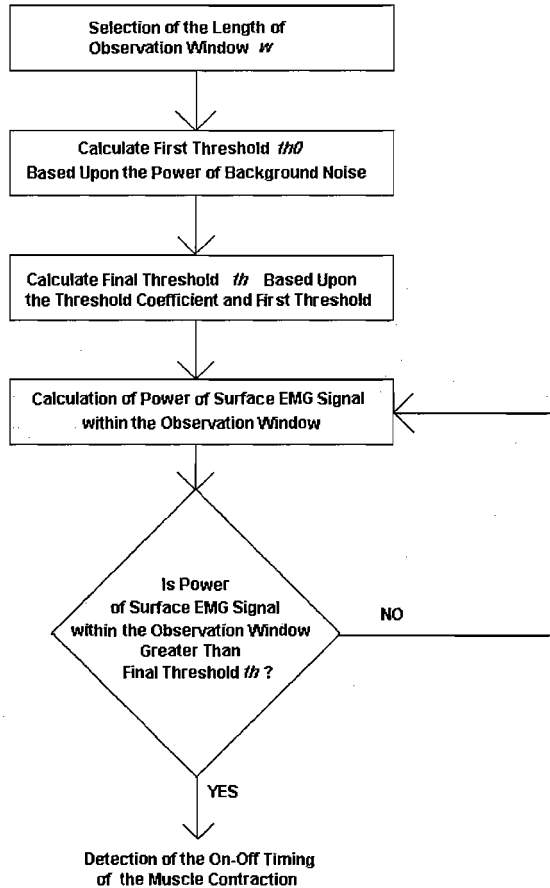 Selection of the Length of
Observation Window w
Calculate First Threshold th0
Based Upon the Power of Background Noise
Calculate Final Threshold th Based Upon
the Threshold Coefficient and First Threshold
Calculation of Power of Surface EMG Signal
within the Observation Window
Is Power
of Surface EMG Signal
within the Observation Window
Greater Than
Final Threshold th ?
NO
YES
Detection of the On-Off Timing
of the Muscle Contraction